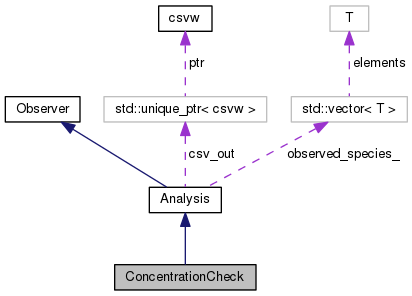 csvw
T
ptr
elements
Observer
std::unique_ptr< csvw >
std::vector< T >
csv_out
observed_species_
Analysis
ConcentrationCheck